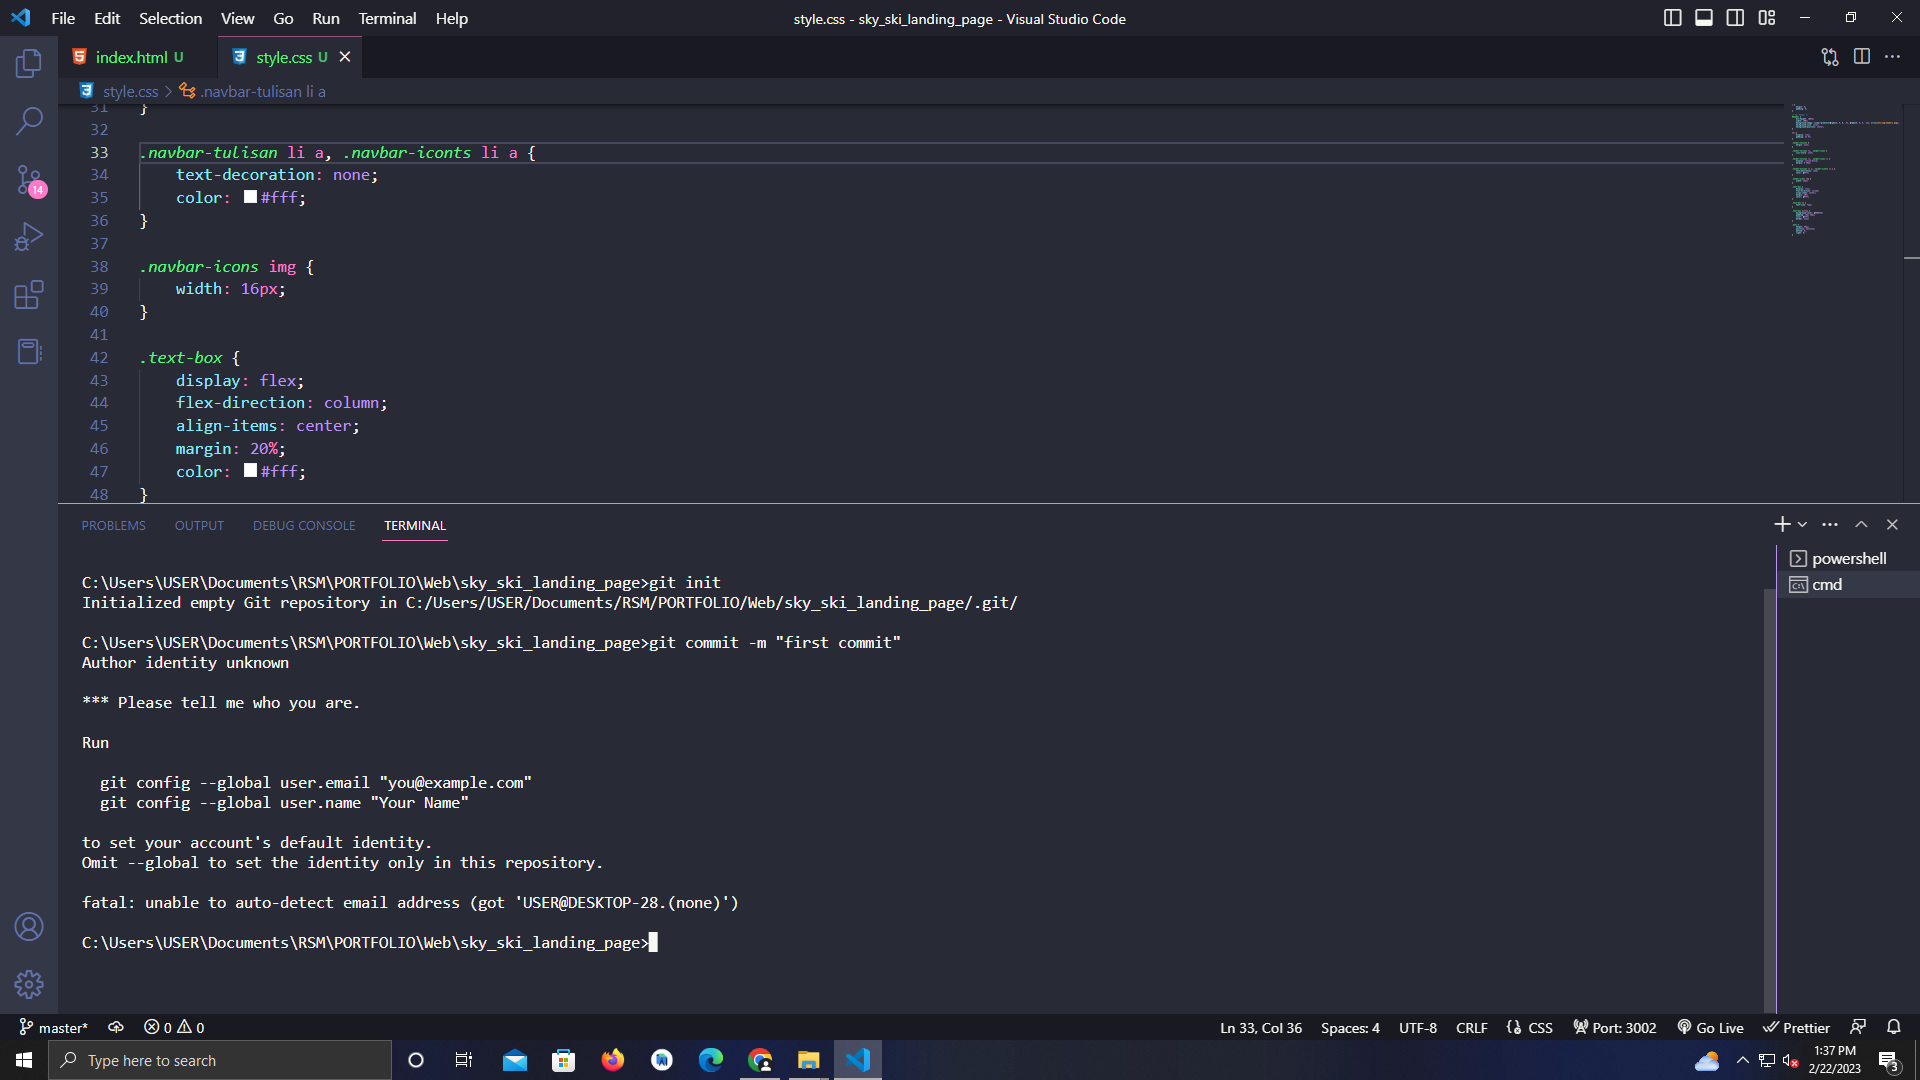 File Edit Selection View Go Run Terminal Help
style.css - sky_ski_landing_page - Visual Studio Code
index.html U
style.css U
style.css > .navbar-tulisan li a
31 }
32
33 .navbar-tulisan li a, .navbar-iconts li a {
34 text-decoration: none;
35 color: #fff;
36 }
37
38 .navbar-icons img {
39 width: 16px;
40 }
41
42 .text-box {
43 display: flex;
44 flex-direction: column;
45 align-items: center;
46 margin: 20%;
47 color: #fff;
48 }
14
PROBLEMS OUTPUT DEBUG CONSOLE TERMINAL
powershell
cmd
C:\Users\USER\Documents\RSM\PORTFOLIO\Web\sky_ski_landing_page>git init
Initialized empty Git repository in C:/Users/USER/Documents/RSM/PORTFOLIO/Web/sky_ski_landing_page/.git/
C:\Users\USER\Documents\RSM\PORTFOLIO\Web\sky_ski_landing_page>git commit -m "first commit"
Author identity unknown
*** Please tell me who you are.
Run
git config --global user.email "you@example.com"
git config --global user.name "Your Name"
to set your account's default identity.
Omit --global to set the identity only in this repository.
fatal: unable to auto-detect email address (got 'USER@DESKTOP-28.(none)')
C:\Users\USER\Documents\RSM\PORTFOLIO\Web\sky_ski_landing_page>
master* 0 0
Ln 33, Col 36 Spaces: 4 UTF-8 CRLF {} CSS Port: 3002 Go Live Prettier
Type here to search
1:37 PM
2/22/2023
3